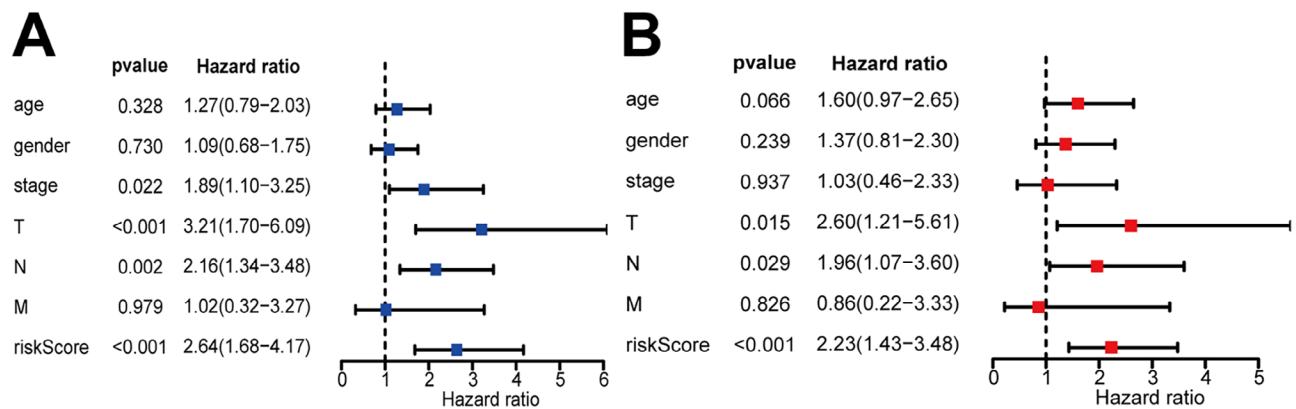 A
pvalue Hazard ratio
age 0.328 1.27(0.79−2.03)
gender 0.730 1.09(0.68−1.75)
stage 0.022 1.89(1.10−3.25)
T <0.001 3.21(1.70−6.09)
N 0.002 2.16(1.34−3.48)
M 0.979 1.02(0.32−3.27)
riskScore <0.001 2.64(1.68−4.17)
0 1 2 3 4 5 6
Hazard ratio
B
pvalue Hazard ratio
age 0.066 1.60(0.97−2.65)
gender 0.239 1.37(0.81−2.30)
stage 0.937 1.03(0.46−2.33)
T 0.015 2.60(1.21−5.61)
N 0.029 1.96(1.07−3.60)
M 0.826 0.86(0.22−3.33)
riskScore <0.001 2.23(1.43−3.48)
0 1 2 3 4 5
Hazard ratio